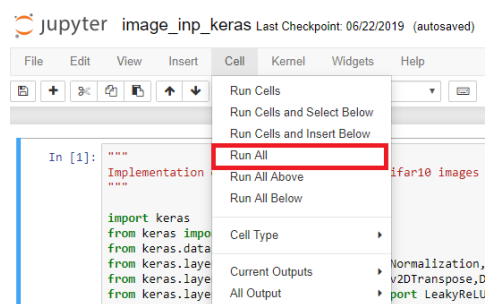 jupyter image_inp_keras Last Checkpoint: 06/22/2019 (autosaved)
File Edit View Insert Cell Kernel Widgets Help
Run Cells
Run Cells and Select Below
Run Cells and Insert Below
Run All
Run All Above
Run All Below
Cell Type
Current Outputs
All Output
In [1]: """
Implementation ifar10 images
"""
import keras
from keras impo
from keras.data
from keras.laye Normalization,
from keras.laye v2DTranspose,D
from keras.laye port LeakyReLU